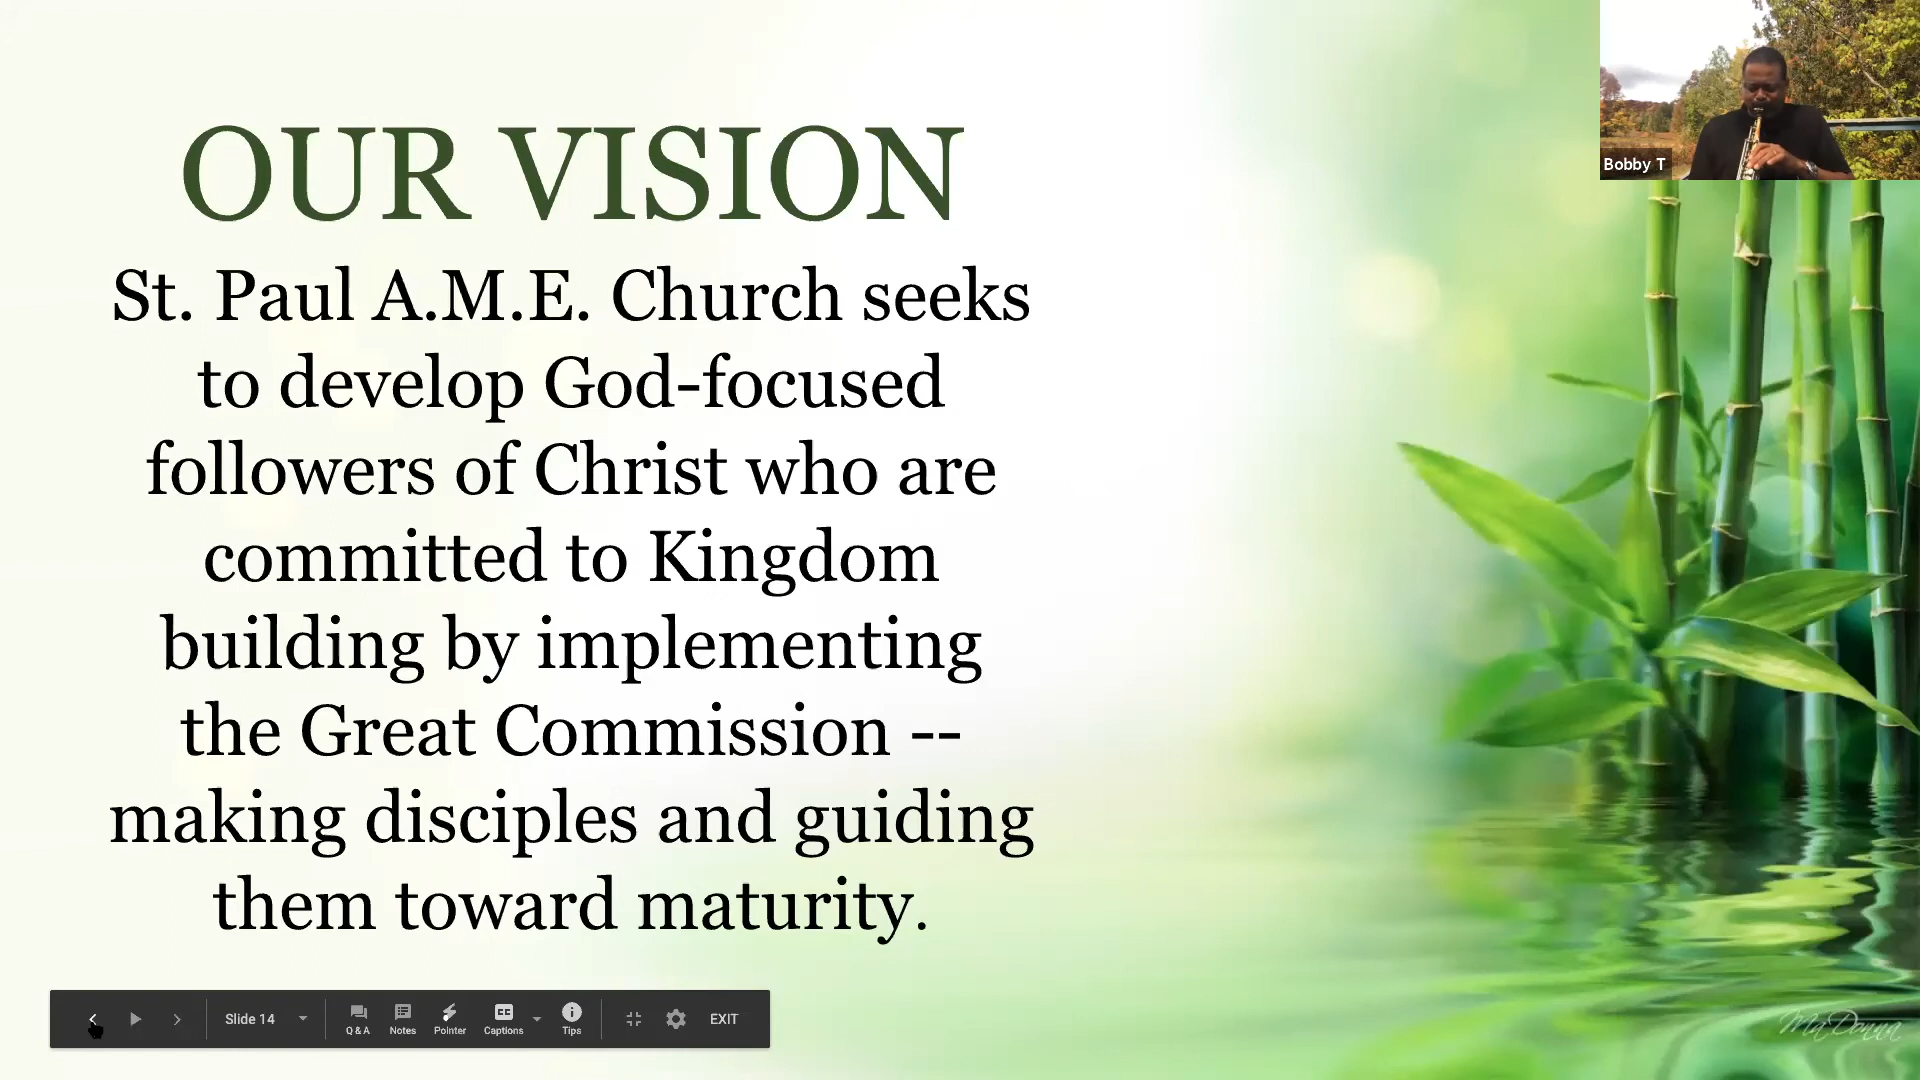 OUR VISION
St. Paul A.M.E. Church seeks
to develop God-focused
followers of Christ who are
committed to Kingdom
building by implementing
the Great Commission --
making disciples and guiding
them toward maturity.
Bobby T
Slide 14
Q & A
Notes
Pointer
CC
Captions
Tips
EXIT
MaDonna